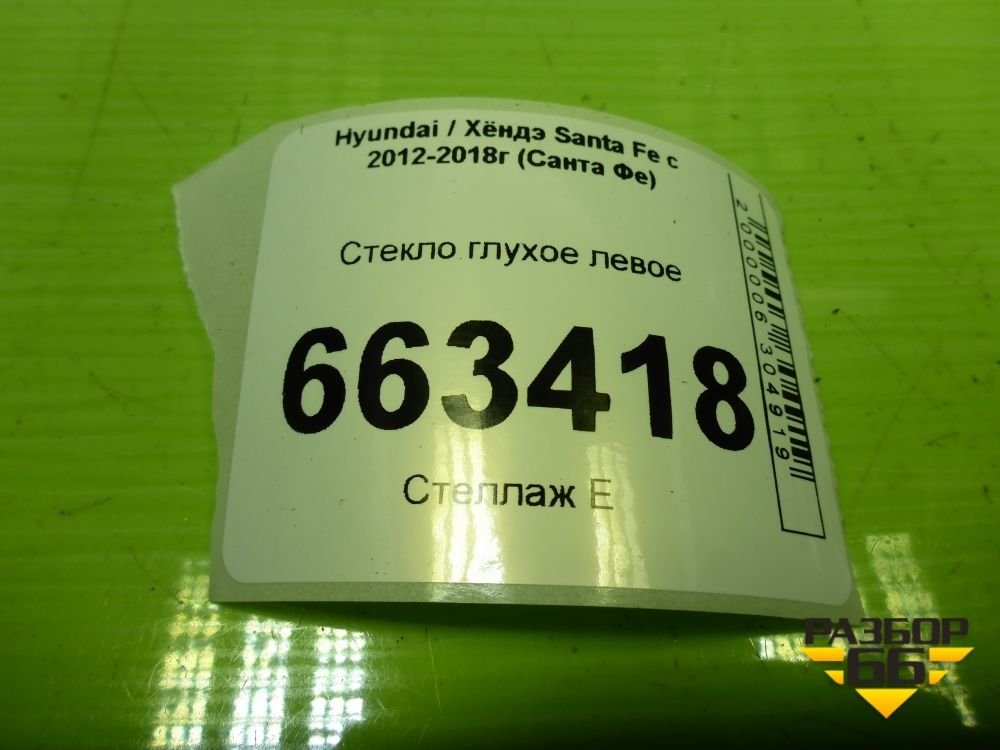 Hyundai / Хёндэ Santa Fe с
2012-2018г (Санта Фе)
Стекло глухое левое
663418
Стеллаж Е
2000006304919
РАЗБОР
66